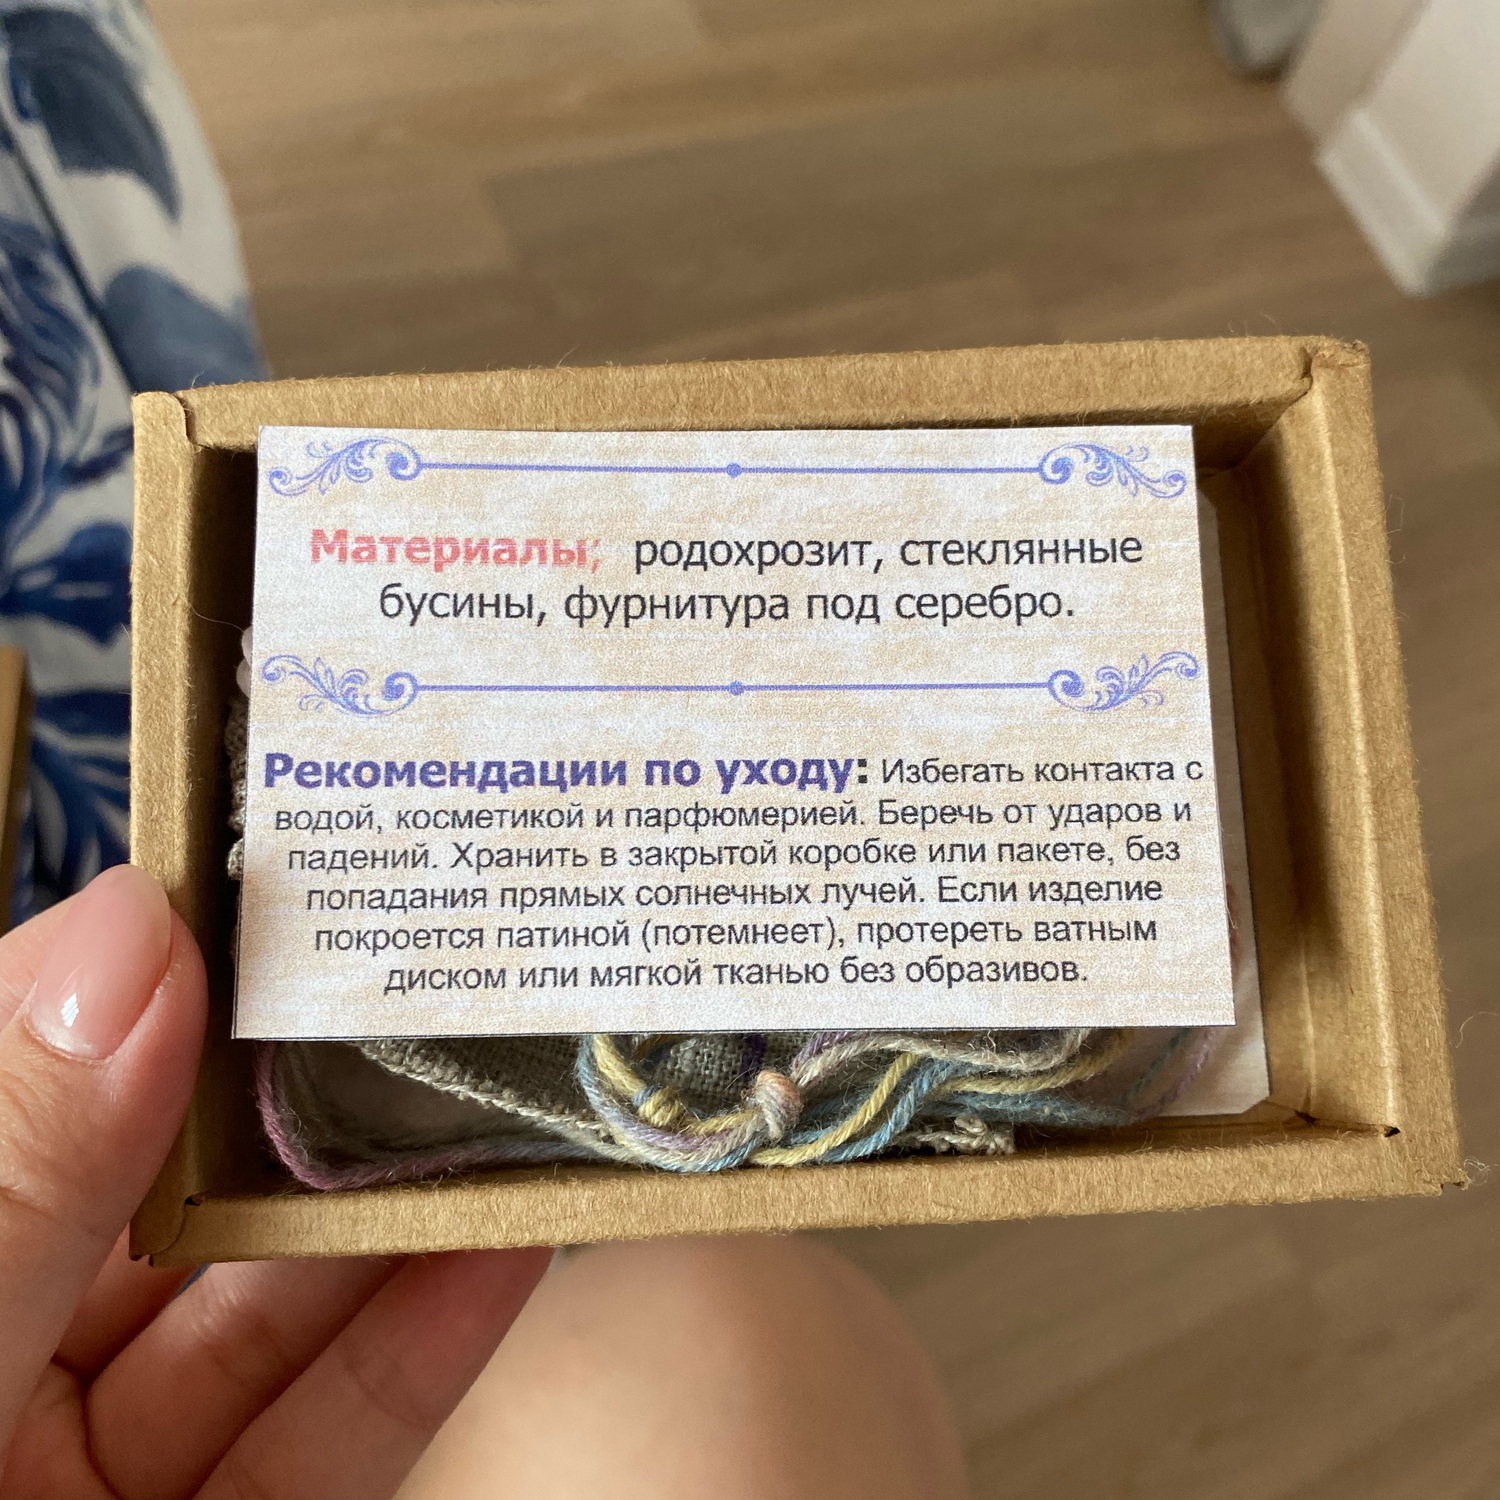 Материалы; родохрозит, стеклянные
бусины, фурнитура под серебро.
Рекомендации по уходу: Избегать контакта с
водой, косметикой и парфюмерией. Беречь от ударов и
падений. Хранить в закрытой коробке или пакете, без
попадания прямых солнечных лучей. Если изделие
покроется патиной (потемнеет), протереть ватным
диском или мягкой тканью без образивов.